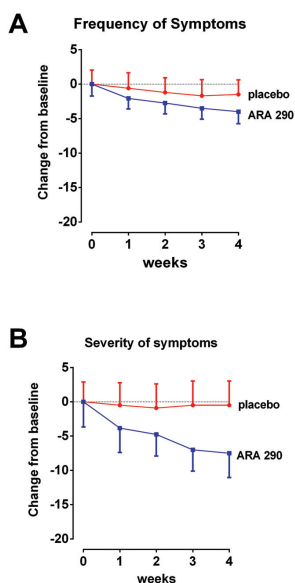 A
Frequency of Symptoms
Change from baseline
5
0
-5
-10
-15
-20
placebo
ARA 290
0 1 2 3 4
weeks
B
Severity of symptoms
Change from baseline
5
0
-5
-10
-15
-20
placebo
ARA 290
0 1 2 3 4
weeks